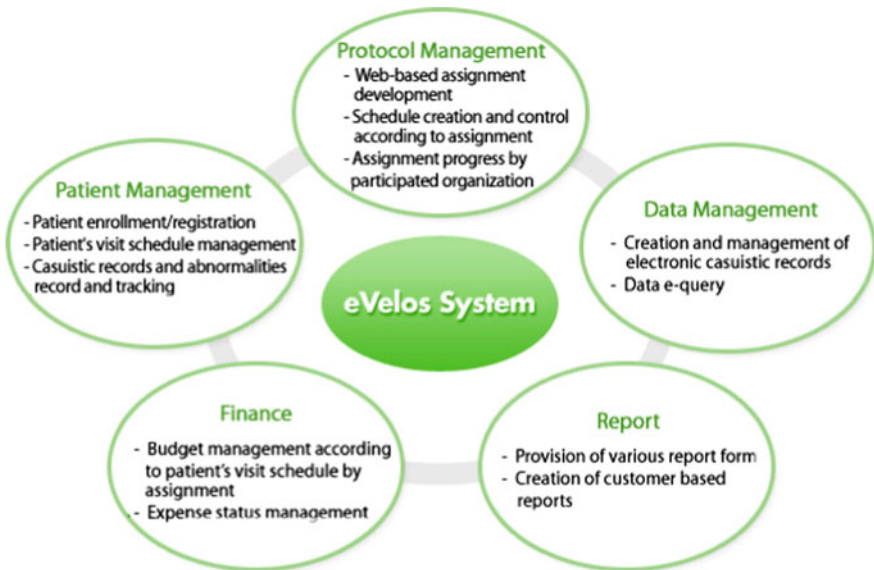 Protocol Management
- Web-based assignment
development
- Schedule creation and control
according to assignment
- Assignment progress by
participated organization
Patient Management
- Patient enrollment/registration
- Patient's visit schedule management
- Casuistic records and abnormalities
record and tracking
Data Management
- Creation and management of
electronic casuistic records
- Data e-query
eVelos System
Finance
- Budget management according
to patient's visit schedule by
assignment
- Expense status management
Report
- Provision of various report form
- Creation of customer based
reports